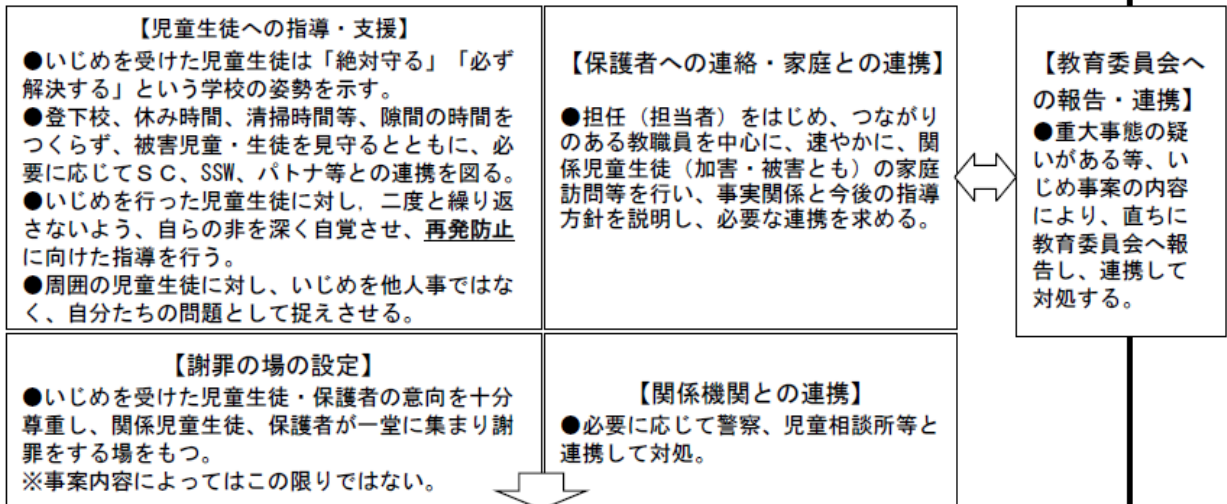 【児童生徒への指導・支援】
●いじめを受けた児童生徒は「絶対守る」「必ず
解決する」という学校の姿勢を示す。
●登下校、休み時間、清掃時間等、隙間の時間を
つくらず、被害児童・生徒を見守るとともに、必
要に応じてＳＣ、SSW、パトナ等との連携を図る。
●いじめを行った児童生徒に対し，二度と繰り返
さないよう、自らの非を深く自覚させ、再発防止
に向けた指導を行う。
●周囲の児童生徒に対し、いじめを他人事ではな
く、自分たちの問題として捉えさせる。
【保護者への連絡・家庭との連携】
●担任（担当者）をはじめ、つながり
のある教職員を中心に、速やかに、関
係児童生徒（加害・被害とも）の家庭
訪問等を行い、事実関係と今後の指導
方針を説明し、必要な連携を求める。
【教育委員会へ
の報告・連携】
●重大事態の疑
いがある等、い
じめ事案の内容
により、直ちに
教育委員会へ報
告し、連携して
対処する。
【謝罪の場の設定】
●いじめを受けた児童生徒・保護者の意向を十分
尊重し、関係児童生徒、保護者が一堂に集まり謝
罪をする場をもつ。
※事案内容によってはこの限りではない。
【関係機関との連携】
●必要に応じて警察、児童相談所等と
連携して対処。